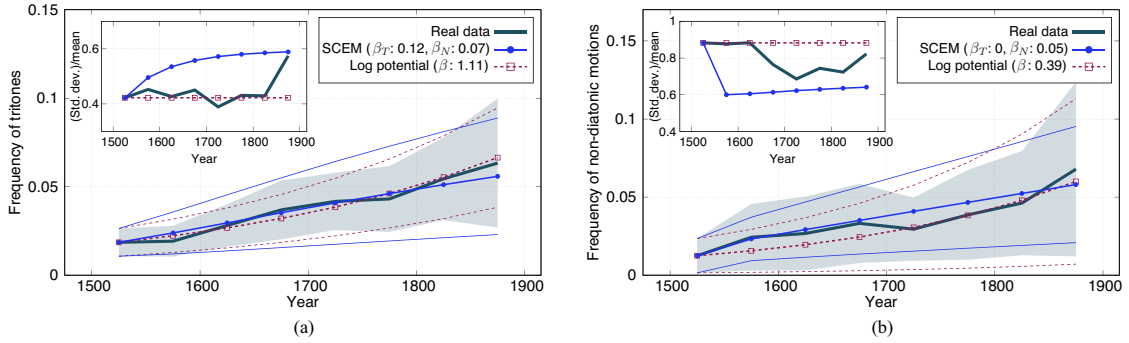 0.15
0.1
0.05
0
Frequency of tritones
1500
1600
1700
1800
1900
Year
Real data
SCEM (β_T: 0.12, β_N: 0.07)
Log potential (β: 1.11)
0.6
0.4
(Std. dev.)/mean
1500
1600
1700
1800
1900
Year
(a)
0.15
0.1
0.05
0
Frequency of non-diatonic motions
1500
1600
1700
1800
1900
Year
Real data
SCEM (β_T: 0, β_N: 0.05)
Log potential (β: 0.39)
1
0.8
0.6
0.4
(Std. dev.)/mean
1500
1600
1700
1800
1900
Year
(b)